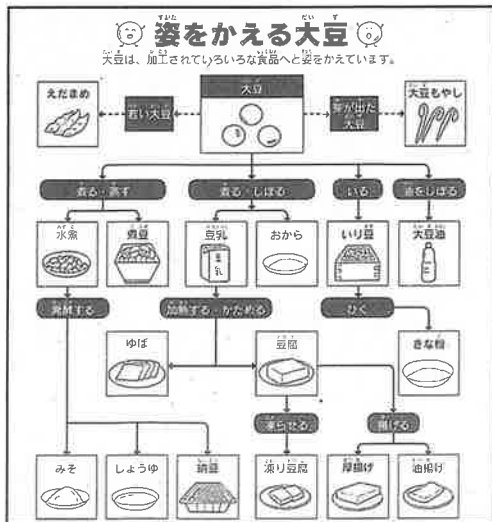 姿をかえる大豆
大豆は、加工されていろいろな食品へと姿をかえています。
えだまめ
若い大豆
大豆
芽が出た大豆
大豆もやし
煮る・蒸す
煮る・しぼる
いる
油をしぼる
水煮
煮豆
豆乳
豆乳
おから
いり豆
大豆油
発酵する
加熱する・かためる
ひく
ゆば
豆腐
きな粉
凍らせる
揚げる
みそ
しょうゆ
納豆
凍り豆腐
厚揚げ
油揚げ